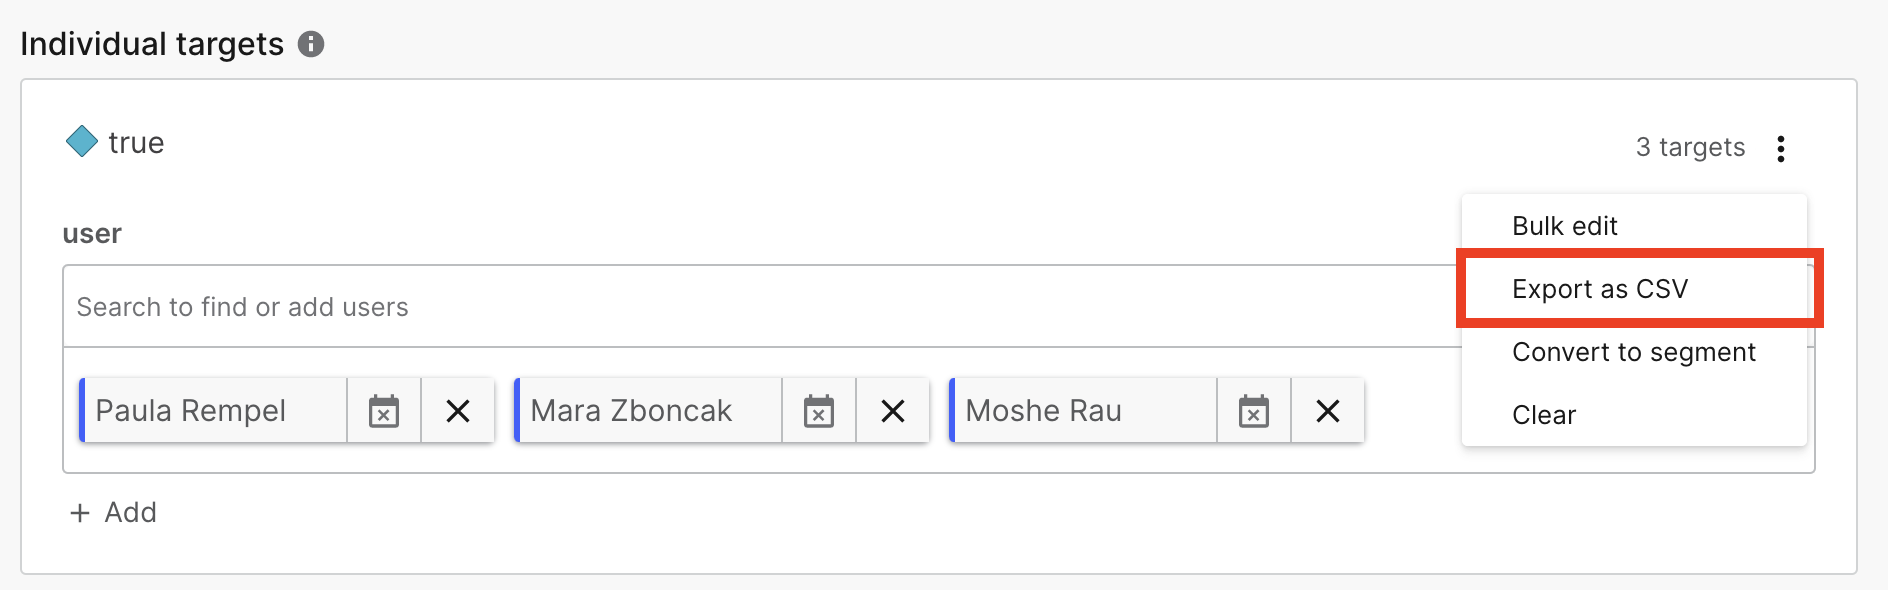 Individual targets
true
3 targets
Bulk edit
Export as CSV
Convert to segment
Clear
user
Search to find or add users
Paula Rempel
Mara Zboncak
Moshe Rau
+ Add